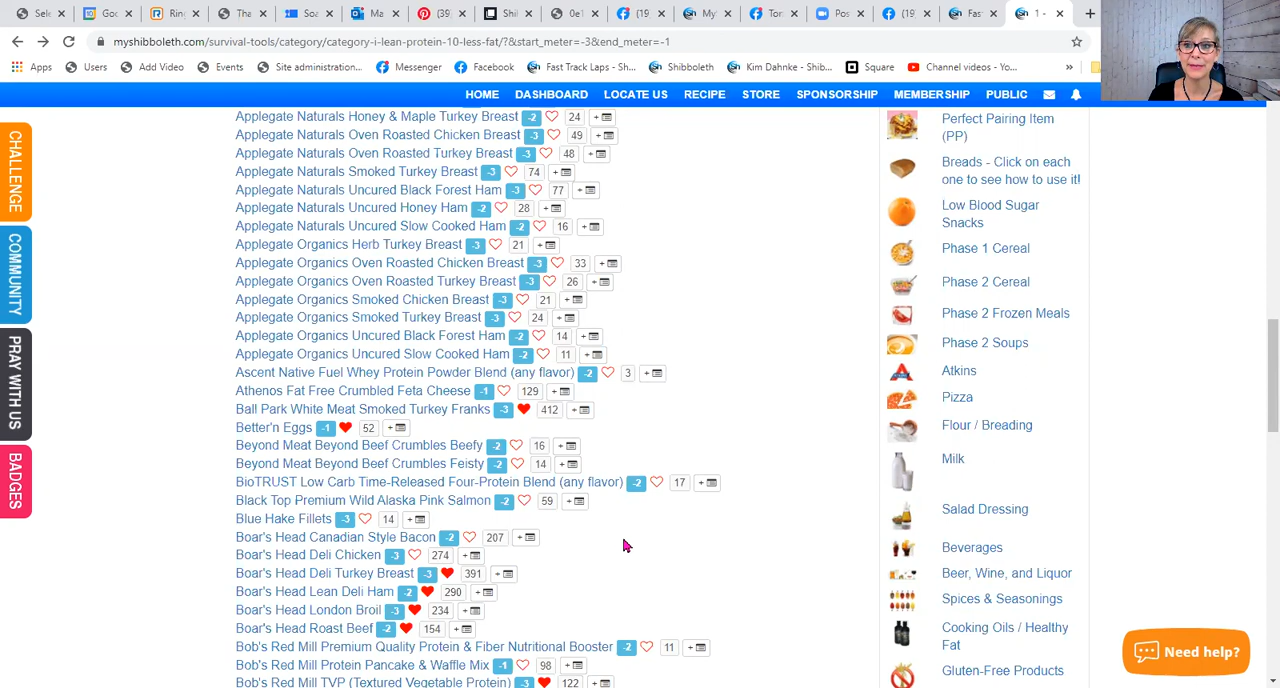 Sele
Goo
Ring
Tha
Soa
Ma
(39)
Shi
0e1
(19)
My
Tor
Pos
(19
Fas
1 -
myshibboleth.com/survival-tools/category/category-i-lean-protein-10-less-fat/?&start_meter=-3&end_meter=-1
Apps Users Add Video Events Site administration... Messenger Fast Track Laps - Sh... Shibboleth Kim Dahnke - Shib... Square Channel videos - Yo... »
HOME DASHBOARD LOCATE US RECIPE STORE SPONSORSHIP MEMBERSHIP PUBLIC
CHALLENGE
COMMUNITY
PRAY WITH US
BADGES
Applegate Naturals Honey & Maple Turkey Breast -2 24 +
Applegate Naturals Oven Roasted Chicken Breast -3 49 +
Applegate Naturals Oven Roasted Turkey Breast -3 48 +
Applegate Naturals Smoked Turkey Breast -3 74 +
Applegate Naturals Uncured Black Forest Ham -3 77 +
Applegate Naturals Uncured Honey Ham -2 28 +
Applegate Naturals Uncured Slow Cooked Ham -2 16 +
Applegate Organics Herb Turkey Breast -3 21 +
Applegate Organics Oven Roasted Chicken Breast -3 33 +
Applegate Organics Oven Roasted Turkey Breast -3 26 +
Applegate Organics Smoked Chicken Breast -3 21 +
Applegate Organics Smoked Turkey Breast -3 24 +
Applegate Organics Uncured Black Forest Ham -2 14 +
Applegate Organics Uncured Slow Cooked Ham -2 11 +
Ascent Native Fuel Whey Protein Powder Blend (any flavor) -2 3 +
Athenos Fat Free Crumbled Feta Cheese -1 129 +
Ball Park White Meat Smoked Turkey Franks -3 412 +
Better'n Eggs -1 52 +
Beyond Meat Beyond Beef Crumbles Beefy -2 16 +
Beyond Meat Beyond Beef Crumbles Feisty -2 14 +
BioTRUST Low Carb Time-Released Four-Protein Blend (any flavor) -2 17 +
Black Top Premium Wild Alaska Pink Salmon -2 59 +
Blue Hake Fillets -3 14 +
Boar's Head Canadian Style Bacon -2 207 +
Boar's Head Deli Chicken -3 274 +
Boar's Head Deli Turkey Breast -3 391 +
Boar's Head Lean Deli Ham -2 290 +
Boar's Head London Broil -3 234 +
Boar's Head Roast Beef -2 154 +
Bob's Red Mill Premium Quality Protein & Fiber Nutritional Booster -2 11 +
Bob's Red Mill Protein Pancake & Waffle Mix -1 98 +
Bob's Red Mill TVP (Textured Vegetable Protein) -3 122 +
Perfect Pairing Item
(PP)
Breads - Click on each
one to see how to use it!
Low Blood Sugar
Snacks
Phase 1 Cereal
Phase 2 Cereal
Phase 2 Frozen Meals
Phase 2 Soups
Atkins
Pizza
Flour / Breading
Milk
Salad Dressing
Beverages
Beer, Wine, and Liquor
Spices & Seasonings
Cooking Oils / Healthy
Fat
Gluten-Free Products
Need help?